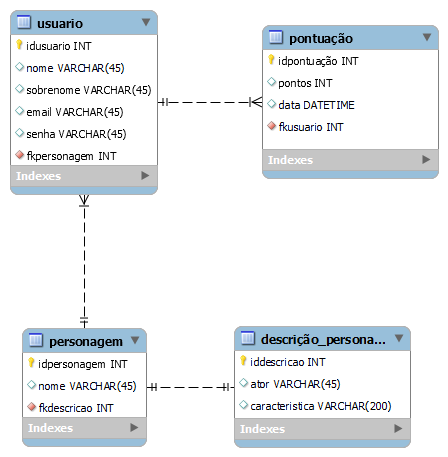 usuario
idusuario INT
nome VARCHAR(45)
sobrenome VARCHAR(45)
email VARCHAR(45)
senha VARCHAR(45)
fkpersonagem INT
Indexes
pontuação
idpontuação INT
pontos INT
data DATETIME
fkusuario INT
Indexes
personagem
idpersonagem INT
nome VARCHAR(45)
fkdescricao INT
Indexes
descrição_persona...
iddescricao INT
ator VARCHAR(45)
caracteristica VARCHAR(200)
Indexes